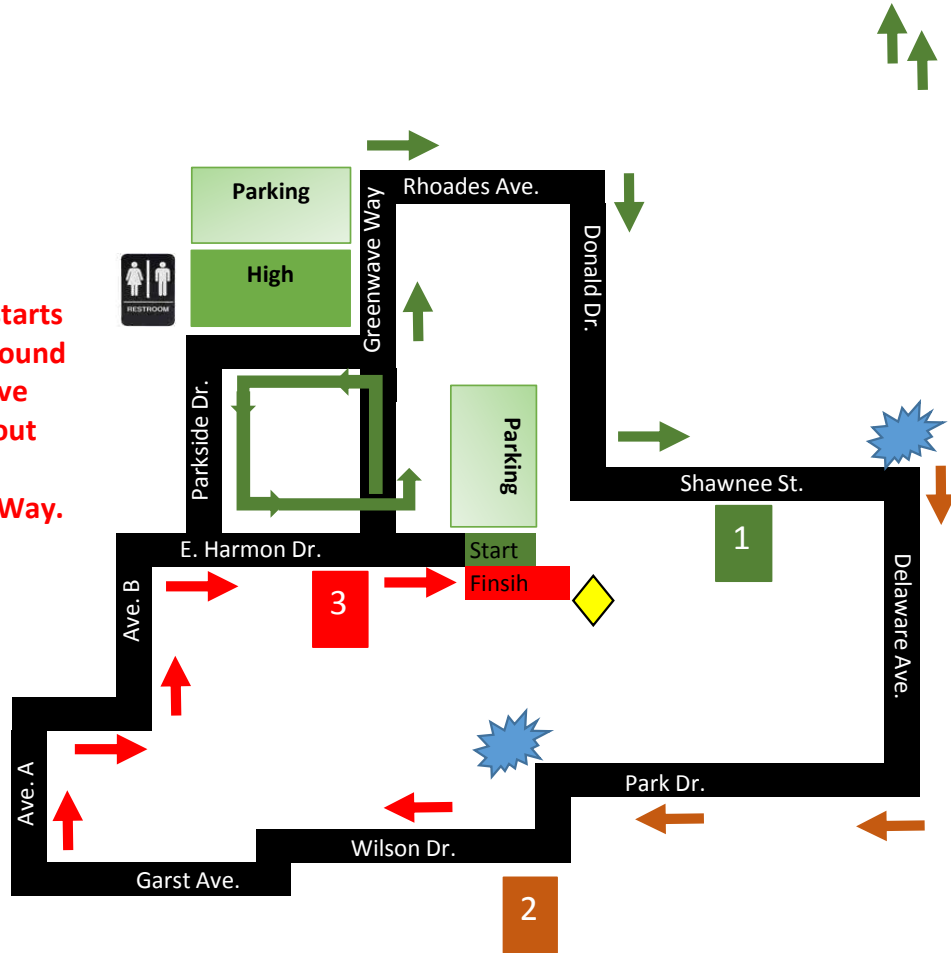 Rhoades Ave.
Parking
Greenwave Way
Donald Dr.
High
RESTROOM
tarts
ound
ve
out
Way.
Parkside Dr.
Parking
Shawnee St.
1
E. Harmon Dr.
Start
Finsih
3
Ave. B
Delaware Ave.
Ave. A
Park Dr.
Wilson Dr.
Garst Ave.
2